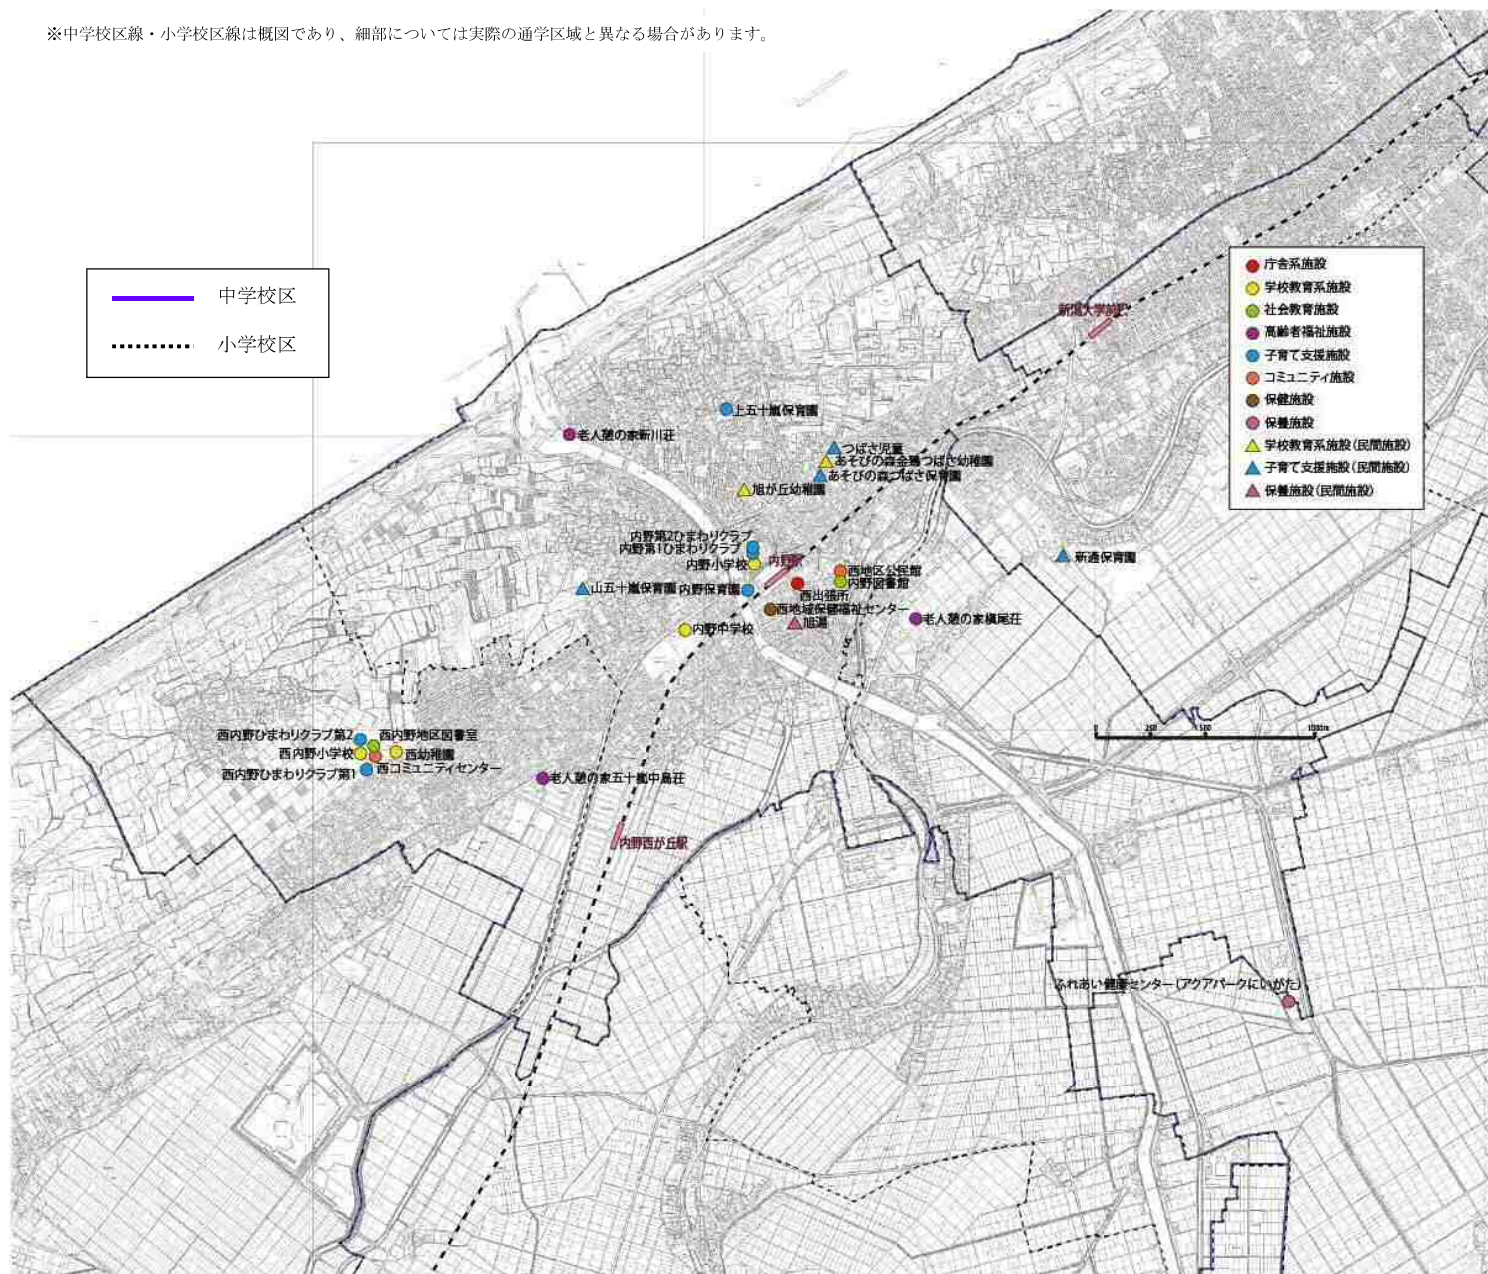 ※中学校区線・小学校区線は概図であり、細部については実際の通学区域と異なる場合があります。
中学校区
小学校区
新潟大学前駅
庁舎系施設
学校教育系施設
社会教育施設
高齢者福祉施設
子育て支援施設
コミュニティ施設
保健施設
保養施設
学校教育系施設(民間施設)
子育て支援施設(民間施設)
保養施設(民間施設)
上五十嵐保育園
老人憩の家新川荘
つばさ児童
あそびの森金鵄つばさ幼稚園
あそびの森つばさ保育園
旭が丘幼稚園
内野第2ひまわりクラブ
内野第1ひまわりクラブ
内野小学校
内野駅
西地区公民館
内野図書館
新通保育園
山五十嵐保育園
内野保育園
西出張所
西地域保健福祉センター
旭湯
老人憩の家槇尾荘
内野中学校
西内野ひまわりクラブ第2
西内野地区図書室
西内野小学校
西幼稚園
西内野ひまわりクラブ第1
西コミュニティセンター
老人憩の家五十嵐中島荘
0 250 500 1000m
内野西が丘駅
ふれあい健康センター(アクアパークにいがた)